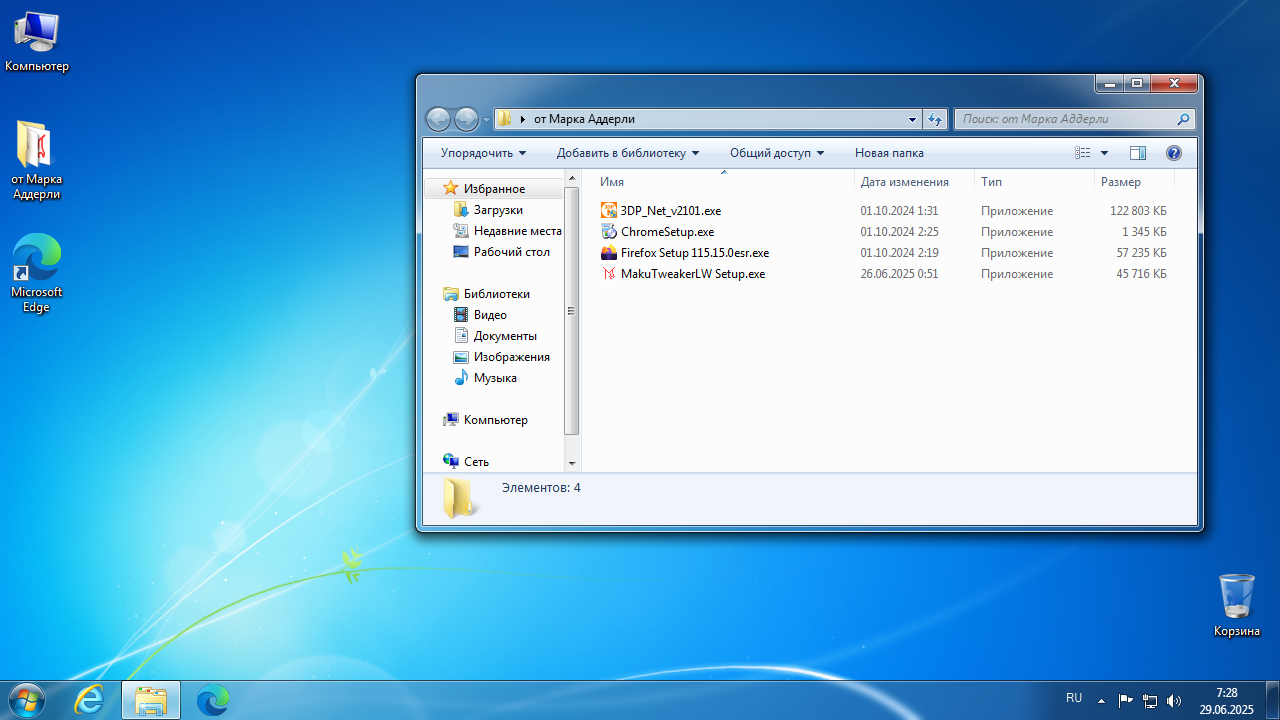 Компьютер
от Марка
Аддерли
Microsoft
Edge
от Марка Аддерли
Поиск: от Марка Аддерли
Упорядочить
Добавить в библиотеку
Общий доступ
Новая папка
Избранное
Загрузки
Недавние места
Рабочий стол
Библиотеки
Видео
Документы
Изображения
Музыка
Компьютер
Сеть
Имя Дата изменения Тип Размер
3DP_Net_v2101.exe 01.10.2024 1:31 Приложение 122 803 КБ
ChromeSetup.exe 01.10.2024 2:25 Приложение 1 345 КБ
Firefox Setup 115.15.0esr.exe 01.10.2024 2:19 Приложение 57 235 КБ
MakuTweakerLW Setup.exe 26.06.2025 0:51 Приложение 45 716 КБ
Элементов: 4
Корзина
RU
7:28
29.06.2025